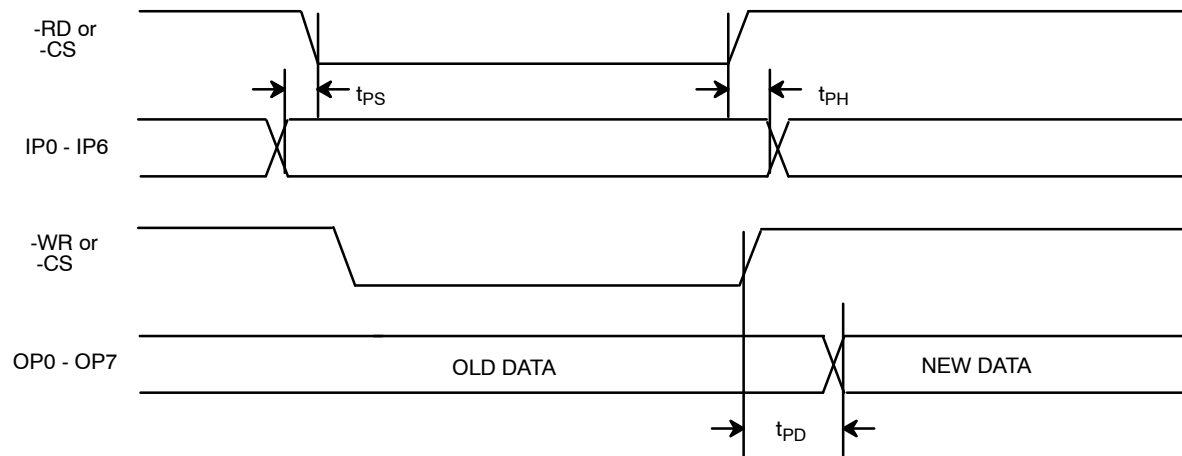 -RD or
-CS
tPS
tPH
IP0 - IP6
-WR or
-CS
OP0 - OP7
OLD DATA
NEW DATA
tPD